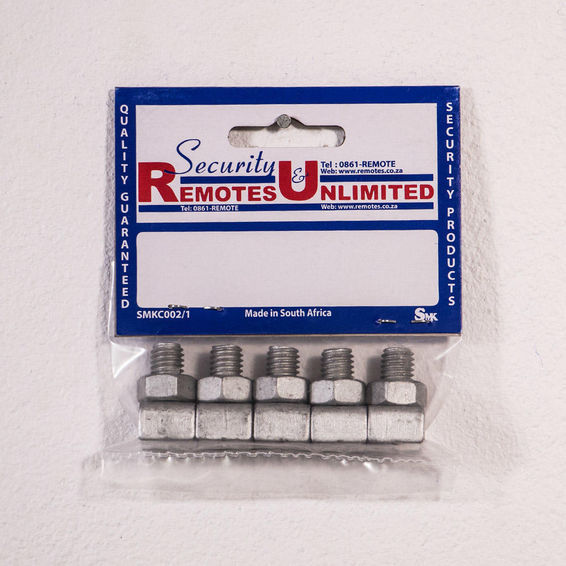 QUALITY GUARANTEED
SECURITY PRODUCTS
Security &
Tel : 0861-REMOTE
Web: www.remotes.co.za
REMOTES UNLIMITED
Tel: 0861-REMOTE
Web: www.remotes.co.za
SMKC002/1
Made in South Africa
SMK